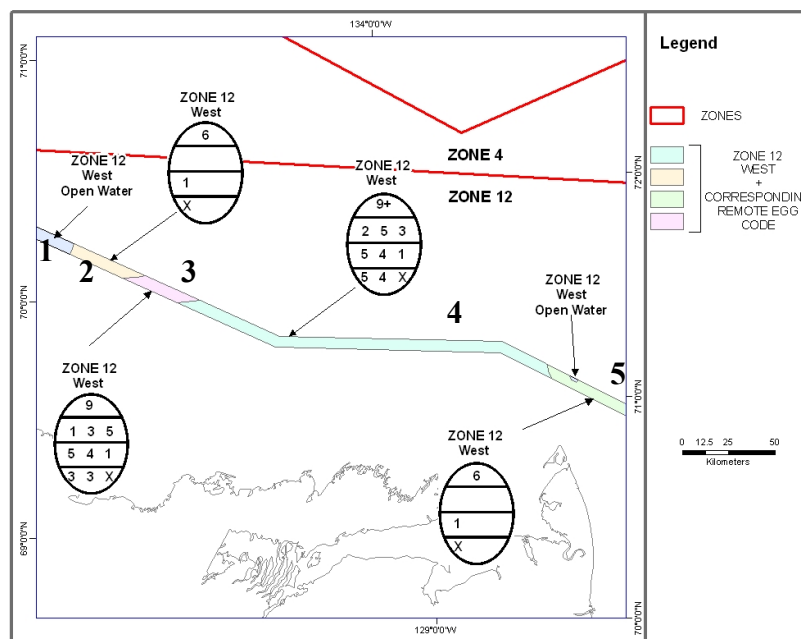 134°0'0"W
71°0'0"N
72°0'0"N
70°0'0"N
71°0'0"N
69°0'0"N
70°0'0"N
129°0'0"W
ZONE 4
ZONE 12
ZONE 12
West
Open Water
ZONE 12
West
6
1
X
ZONE 12
West
9+
2 5 3
5 4 1
5 4 X
1
2
3
4
5
ZONE 12
West
Open Water
ZONE 12
West
9
1 3 5
5 4 1
3 3 X
ZONE 12
West
6
1
X
Legend
ZONES
ZONE 12
WEST
+
CORRESPONDIN
REMOTE EGG
CODE
0 12.5 25 50
Kilometers